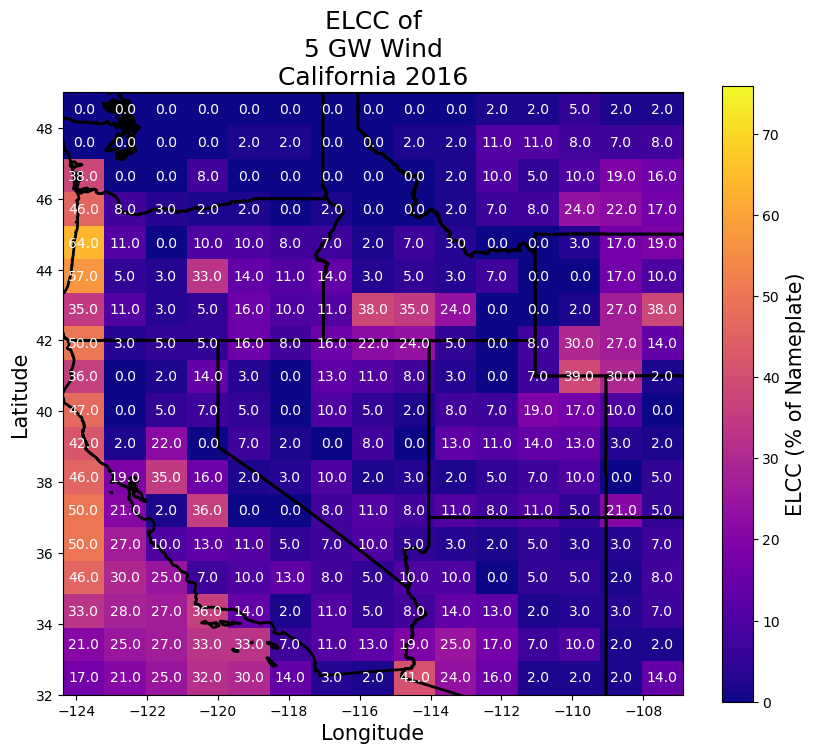 ELCC of
5 GW Wind
California 2016
0.0 0.0 0.0 0.0 0.0 0.0 0.0 0.0 0.0 0.0 2.0 2.0 5.0 2.0 2.0
48
0.0 0.0 0.0 0.0 2.0 2.0 0.0 0.0 2.0 2.0 11.0 11.0 8.0 7.0 8.0
38.0 0.0 0.0 8.0 0.0 0.0 0.0 0.0 0.0 2.0 10.0 5.0 10.0 19.0 16.0
46
46.0 8.0 3.0 2.0 2.0 0.0 2.0 0.0 0.0 2.0 7.0 8.0 24.0 22.0 17.0
64.0 11.0 0.0 10.0 10.0 8.0 7.0 2.0 7.0 3.0 0.0 0.0 3.0 17.0 19.0
44
57.0 5.0 3.0 33.0 14.0 11.0 14.0 3.0 5.0 3.0 7.0 0.0 0.0 17.0 10.0
35.0 11.0 3.0 5.0 16.0 10.0 11.0 38.0 35.0 24.0 0.0 0.0 2.0 27.0 38.0
42
50.0 3.0 5.0 5.0 16.0 8.0 16.0 22.0 24.0 5.0 0.0 8.0 30.0 27.0 14.0
36.0 0.0 2.0 14.0 3.0 0.0 13.0 11.0 8.0 3.0 0.0 7.0 39.0 30.0 2.0
40
47.0 0.0 5.0 7.0 5.0 0.0 10.0 5.0 2.0 8.0 7.0 19.0 17.0 10.0 0.0
42.0 2.0 22.0 0.0 7.0 2.0 0.0 8.0 0.0 13.0 11.0 14.0 13.0 3.0 2.0
38
46.0 19.0 35.0 16.0 2.0 3.0 10.0 2.0 3.0 2.0 5.0 7.0 10.0 0.0 5.0
50.0 21.0 2.0 36.0 0.0 0.0 8.0 11.0 8.0 11.0 8.0 11.0 5.0 21.0 5.0
36
50.0 27.0 10.0 13.0 11.0 5.0 7.0 10.0 5.0 3.0 2.0 5.0 3.0 3.0 7.0
46.0 30.0 25.0 7.0 10.0 13.0 8.0 5.0 10.0 10.0 0.0 5.0 5.0 2.0 8.0
33.0 28.0 27.0 36.0 14.0 2.0 11.0 5.0 8.0 14.0 13.0 2.0 3.0 3.0 7.0
34
21.0 25.0 27.0 33.0 33.0 7.0 11.0 13.0 19.0 25.0 17.0 7.0 10.0 2.0 2.0
17.0 21.0 25.0 32.0 30.0 14.0 3.0 2.0 41.0 24.0 16.0 2.0 2.0 2.0 14.0
32
−124 −122 −120 −118 −116 −114 −112 −110 −108
Longitude
Latitude
70
60
50
40
30
20
10
0
ELCC (% of Nameplate)